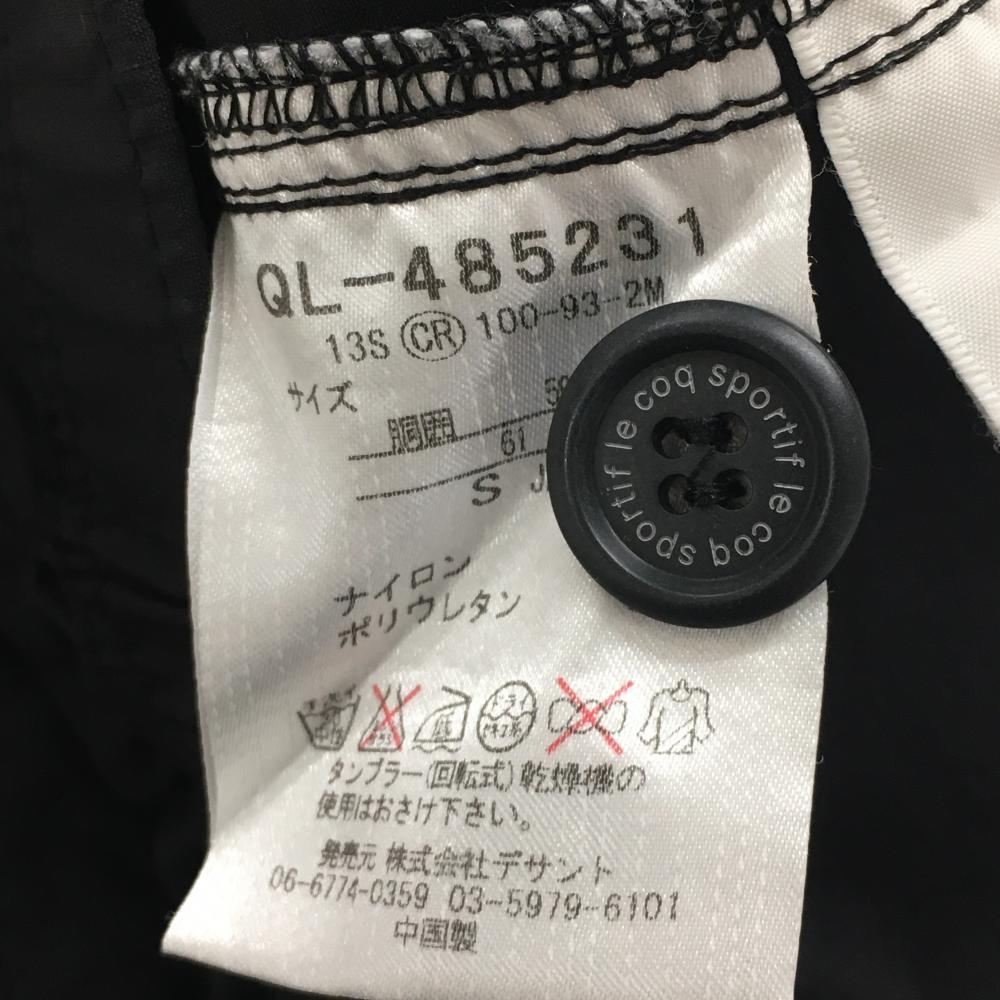 QL-485231
13S CR 100-93-2M
サイズ
胴囲 61
S
ナイロン
ポリウレタン
ドライ
タンブラー(回転式)乾燥機の
使用はおさけ下さい。
発売元 株式会社デサント
06-6774-0359 03-5979-6101
中国製
le coq sportif le coq sportif